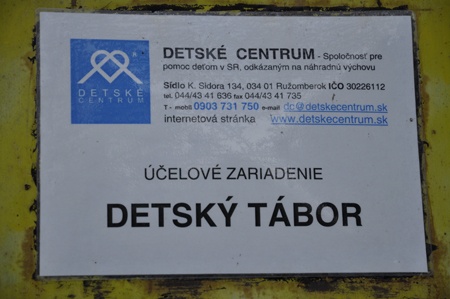 DETSKÉ
CENTRUM
DETSKÉ CENTRUM - Spoločnosť pre
pomoc deťom v SR, odkázaným na
náhradnú výchovu
Sídlo K. Sidora 134, 034 01 Ružomberok IČO 30226112
tel. 044/43 41 636 fax 044/43 41 735
T - mobil 0903 731 750 e-mail dc@detskecentrum.sk
internetová stránka www.detskecentrum.sk
ÚČELOVÉ ZARIADENIE
DETSKÝ TÁBOR